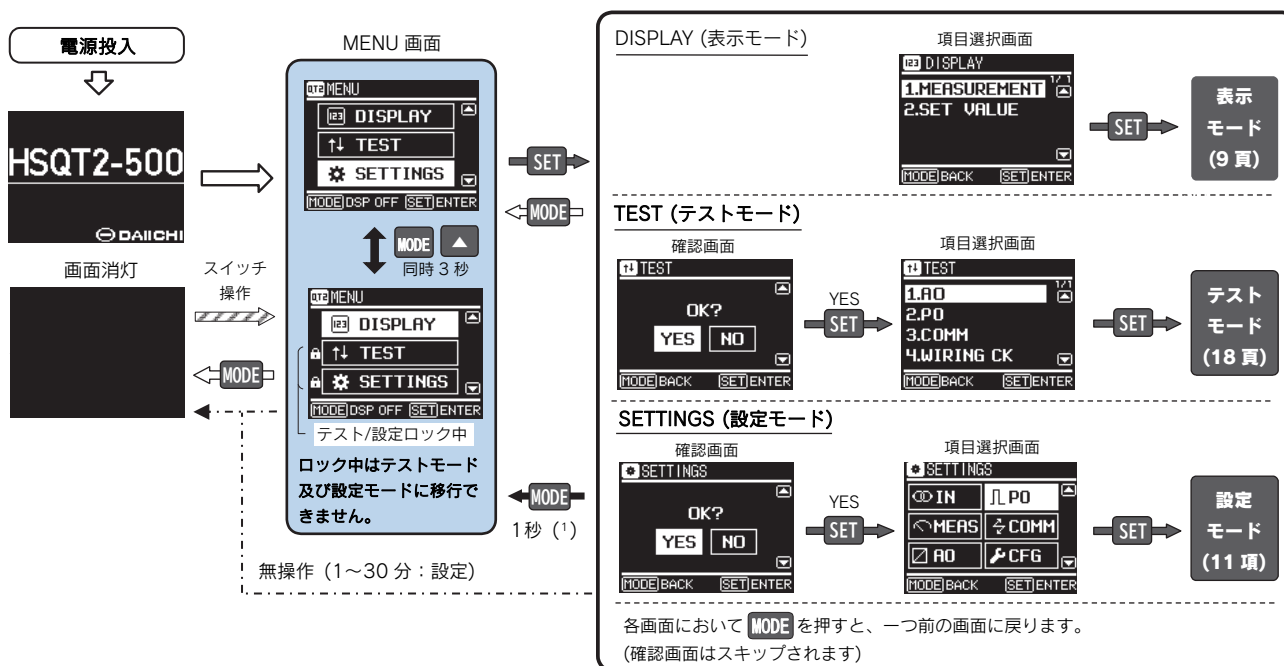 電源投入
HSQT2-500
DAIICHI
画面消灯
スイッチ
操作
MODE
MENU 画面
QT2 MENU
123 DISPLAY
↑↓ TEST
SETTINGS
MODE DSP OFF SET ENTER
MODE ▲
同時 3 秒
QT2 MENU
123 DISPLAY
↑↓ TEST
SETTINGS
MODE DSP OFF SET ENTER
テスト/設定ロック中
ロック中はテストモード
及び設定モードに移行で
きません。
無操作 (1~30 分:設定)
SET
MODE
MODE
1秒 (¹)
DISPLAY (表示モード)
項目選択画面
123 DISPLAY
1/1
1.MEASUREMENT
2.SET VALUE
MODE BACK SET ENTER
SET
表示
モード
(9 頁)
TEST (テストモード)
確認画面
↑↓ TEST
OK?
YES NO
MODE BACK SET ENTER
YES
SET
項目選択画面
↑↓ TEST
1/1
1.AO
2.PO
3.COMM
4.WIRING CK
MODE BACK SET ENTER
SET
テスト
モード
(18 頁)
SETTINGS (設定モード)
確認画面
SETTINGS
OK?
YES NO
MODE BACK SET ENTER
YES
SET
項目選択画面
SETTINGS
IN PO
MEAS COMM
AO CFG
MODE BACK SET ENTER
SET
設定
モード
(11 項)
各画面において MODE を押すと、一つ前の画面に戻ります。
(確認画面はスキップされます)